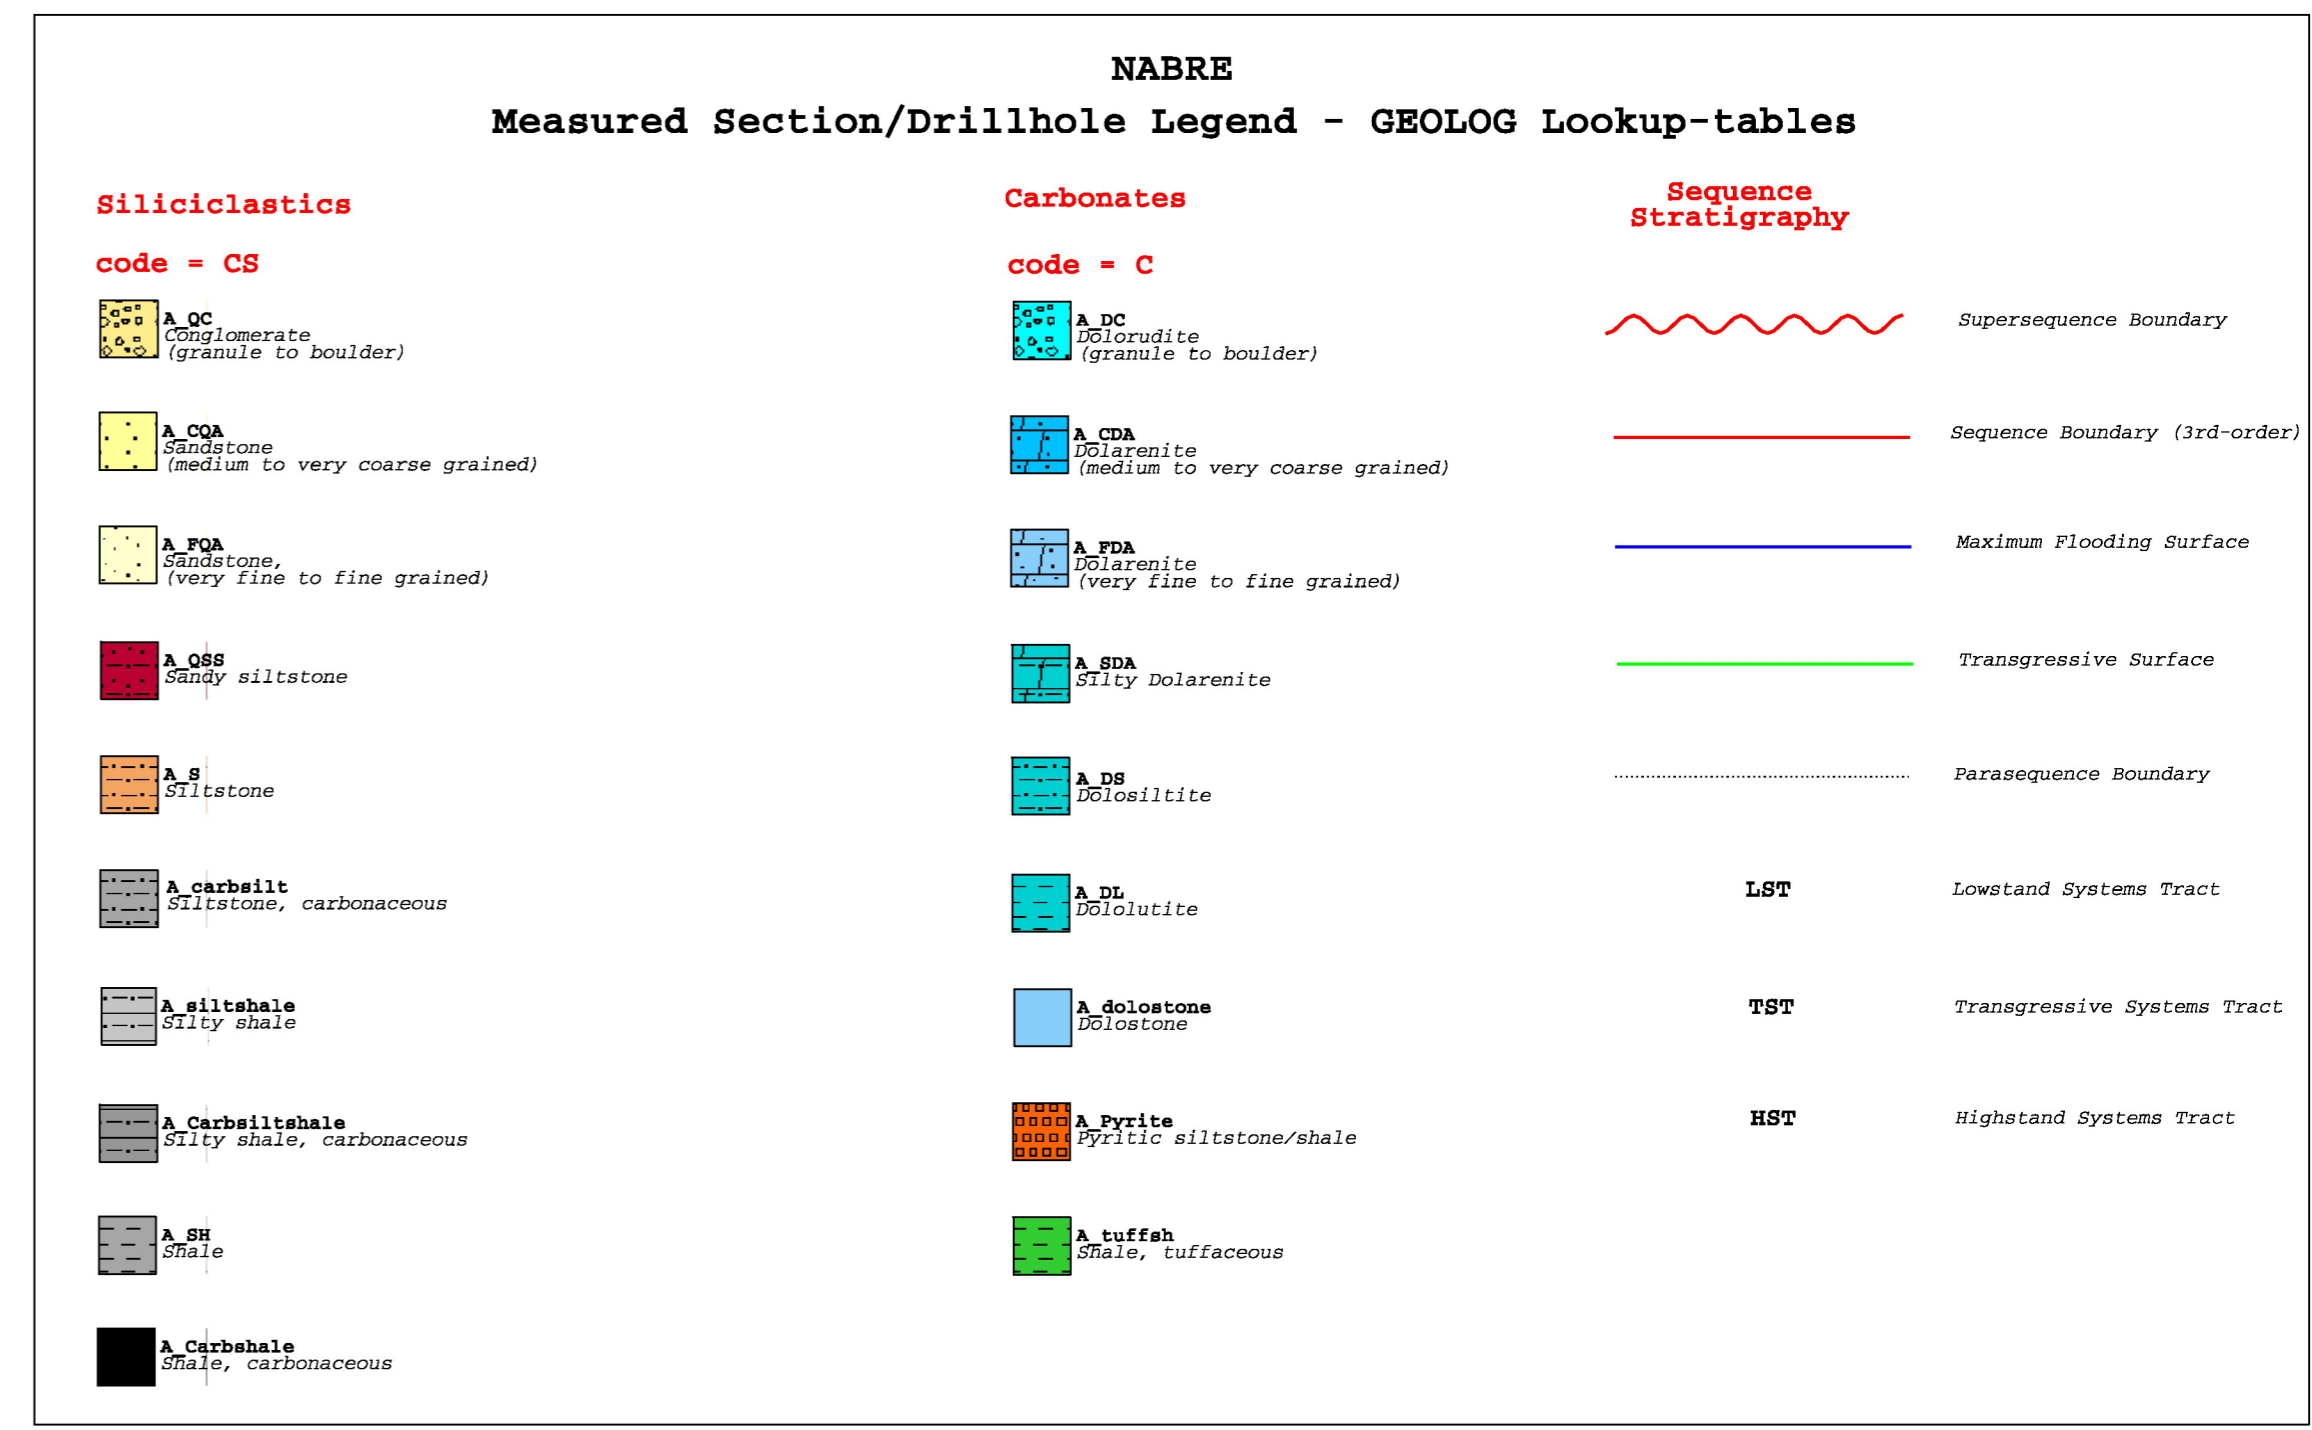 NABRE
Measured Section/Drillhole Legend - GEOLOG Lookup-tables
Siliciclastics
code = CS
A_QC
Conglomerate
(granule to boulder)
A_CQA
Sandstone
(medium to very coarse grained)
A_FQA
Sandstone,
(very fine to fine grained)
A_QSS
Sandy siltstone
A_S
Siltstone
A_carbsilt
Siltstone, carbonaceous
A_siltshale
Silty shale
A_Carbsiltshale
Silty shale, carbonaceous
A_SH
Shale
A_Carbshale
Shale, carbonaceous
Carbonates
code = C
A_DC
Dolorudite
(granule to boulder)
A_CDA
Dolarenite
(medium to very coarse grained)
A_FDA
Dolarenite
(very fine to fine grained)
A_SDA
Silty Dolarenite
A_DS
Dolosiltite
A_DL
Dololutite
A_dolostone
Dolostone
A_Pyrite
Pyritic siltstone/shale
A_tuffsh
Shale, tuffaceous
Sequence
Stratigraphy
Supersequence Boundary
Sequence Boundary (3rd-order)
Maximum Flooding Surface
Transgressive Surface
Parasequence Boundary
LST Lowstand Systems Tract
TST Transgressive Systems Tract
HST Highstand Systems Tract